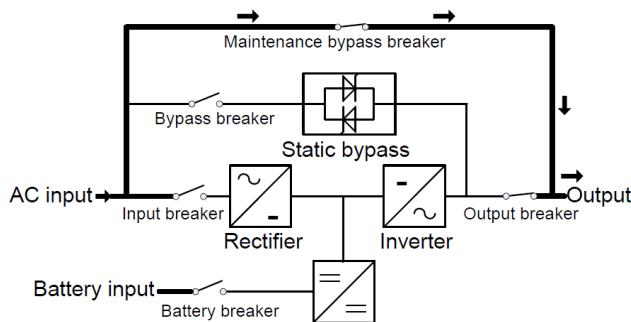 Maintenance bypass breaker
Bypass breaker
Static bypass
AC input
Input breaker
Rectifier
Inverter
Output breaker
Output
Battery input
Battery breaker